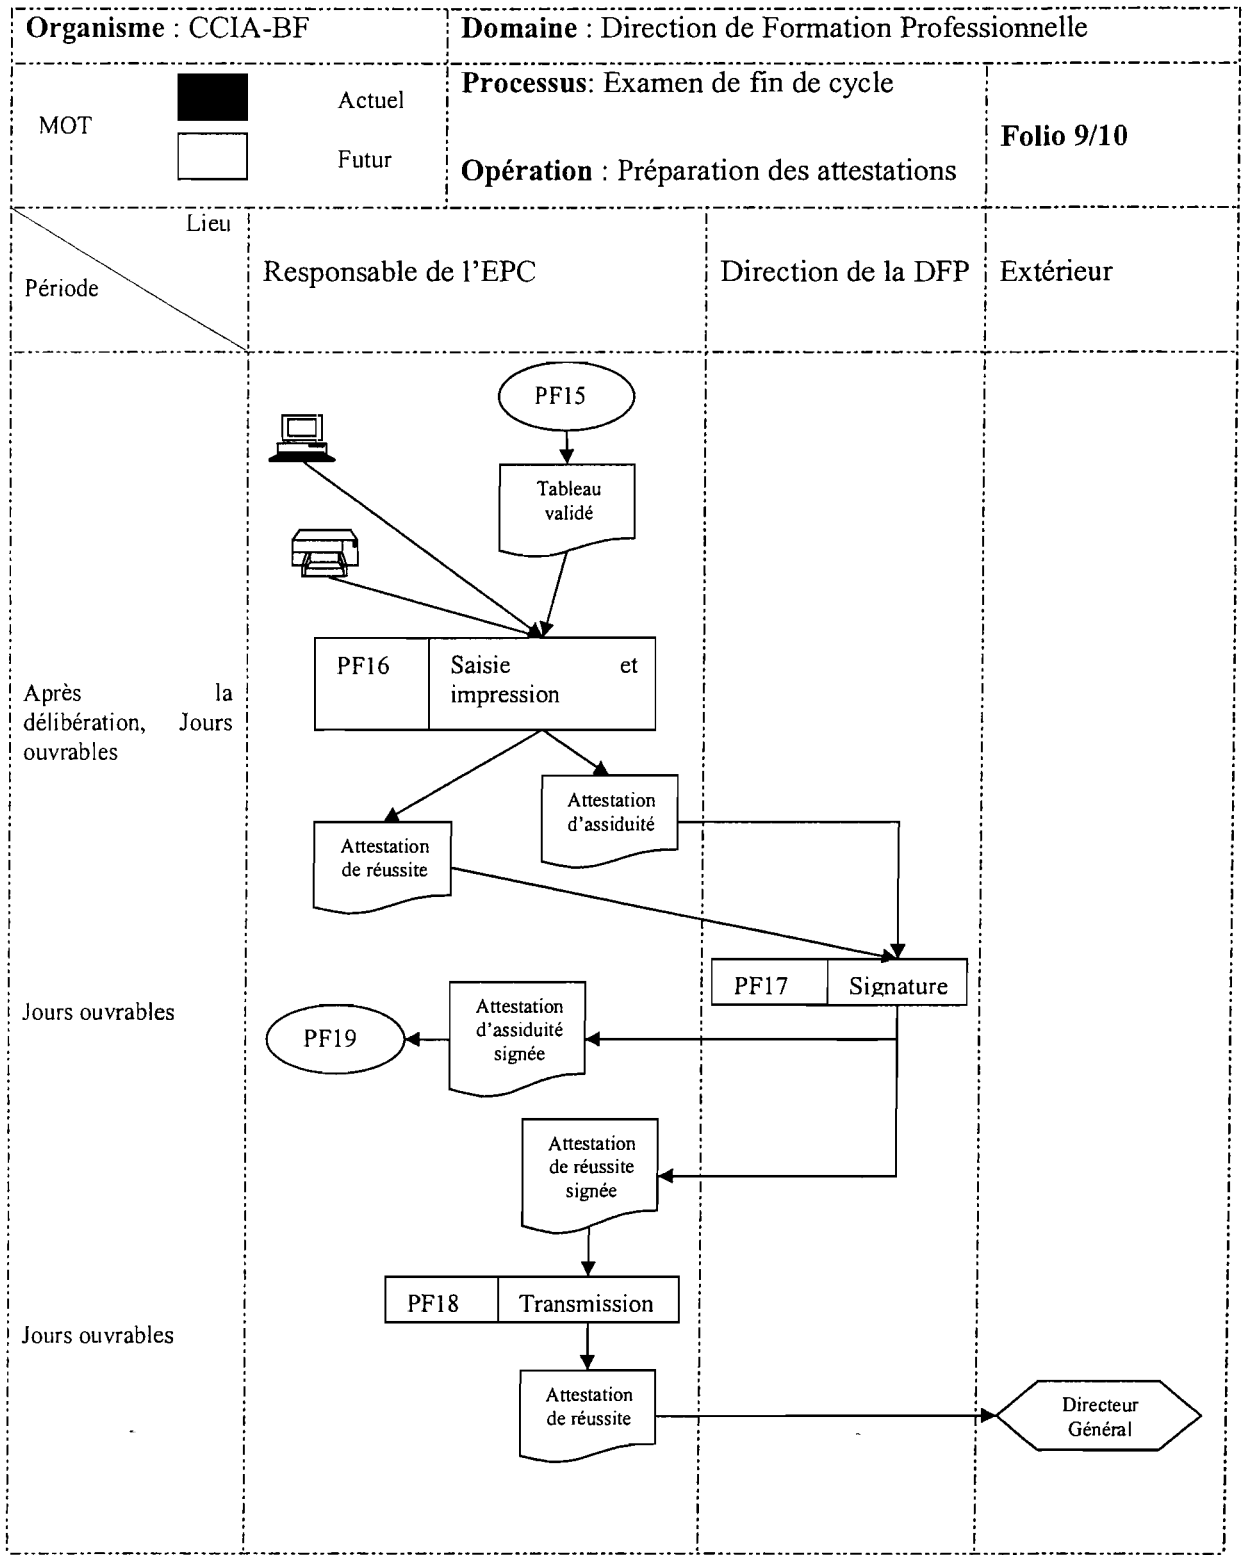 Organisme : CCIA-BF
Domaine : Direction de Formation Professionnelle
MOT
Actuel
Futur
Processus: Examen de fin de cycle
Opération : Préparation des attestations
Folio 9/10
Lieu
Période
Responsable de l'EPC
Direction de la DFP
Extérieur
PF15
Tableau
validé
PF16
Saisie et
impression
Après la
délibération, Jours
ouvrables
Attestation
d'assiduité
Attestation
de réussite
PF17
Signature
Jours ouvrables
PF19
Attestation
d'assiduité
signée
Attestation
de réussite
signée
PF18
Transmission
Jours ouvrables
Attestation
de réussite
Directeur
Général